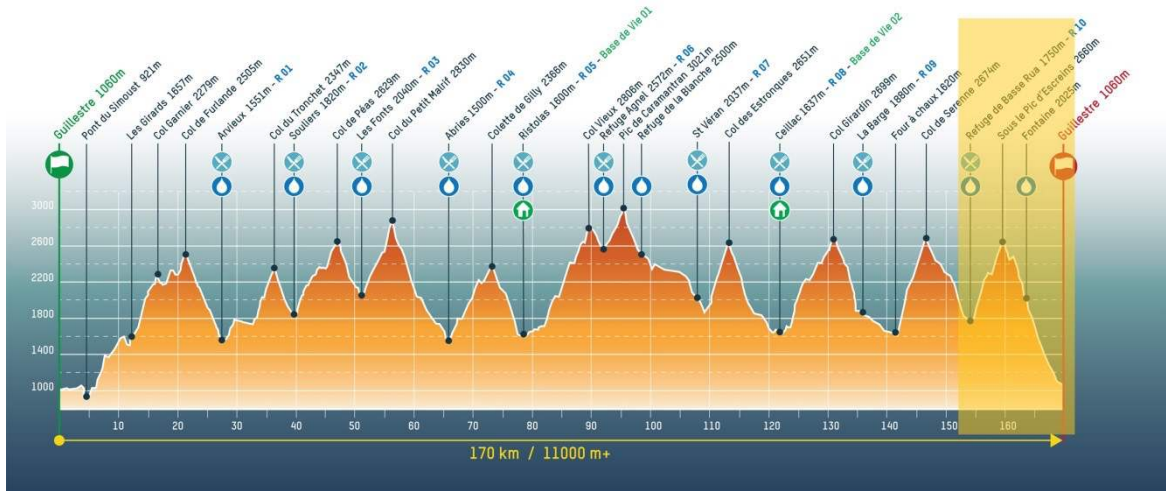 Guillestre 1060m
Pont du Simoust 921m
Les Girards 1657m
Col Garnier 2279m
Col de Furlande 2505m
Arvieux 1551m - R 01
Col du Tronchet 2347m
Souliers 1820m - R 02
Col de Péas 2629m
Les Fonts 2040m - R 03
Col du Petit Malrif 2830m
Abries 1500m - R 04
Colette de Gilly 2366m
Ristolas 1600m - R 05 - Base de Vie 01
Col Vieux 2806m
Refuge Agnel 2572m - R 06
Pic de Caramantran 3021m
Refuge de la Blanche 2500m
St Véran 2037m - R 07
Col des Estronques 2651m
Ceillac 1637m - R 08 - Base de Vie 02
Col Girardin 2699m
La Barge 1880m - R 09
Four à chaux 1620m
Col de Serenne 2674m
Refuge de Basse Rua 1750m - R 10
Sous le Pic d'Escreins 2660m
Fontaine 2025m
Guillestre 1060m
3000
2600
2200
1800
1400
1000
10 20 30 40 50 60 70 80 90 100 110 120 130 140 150 160
170 km / 11000 m+